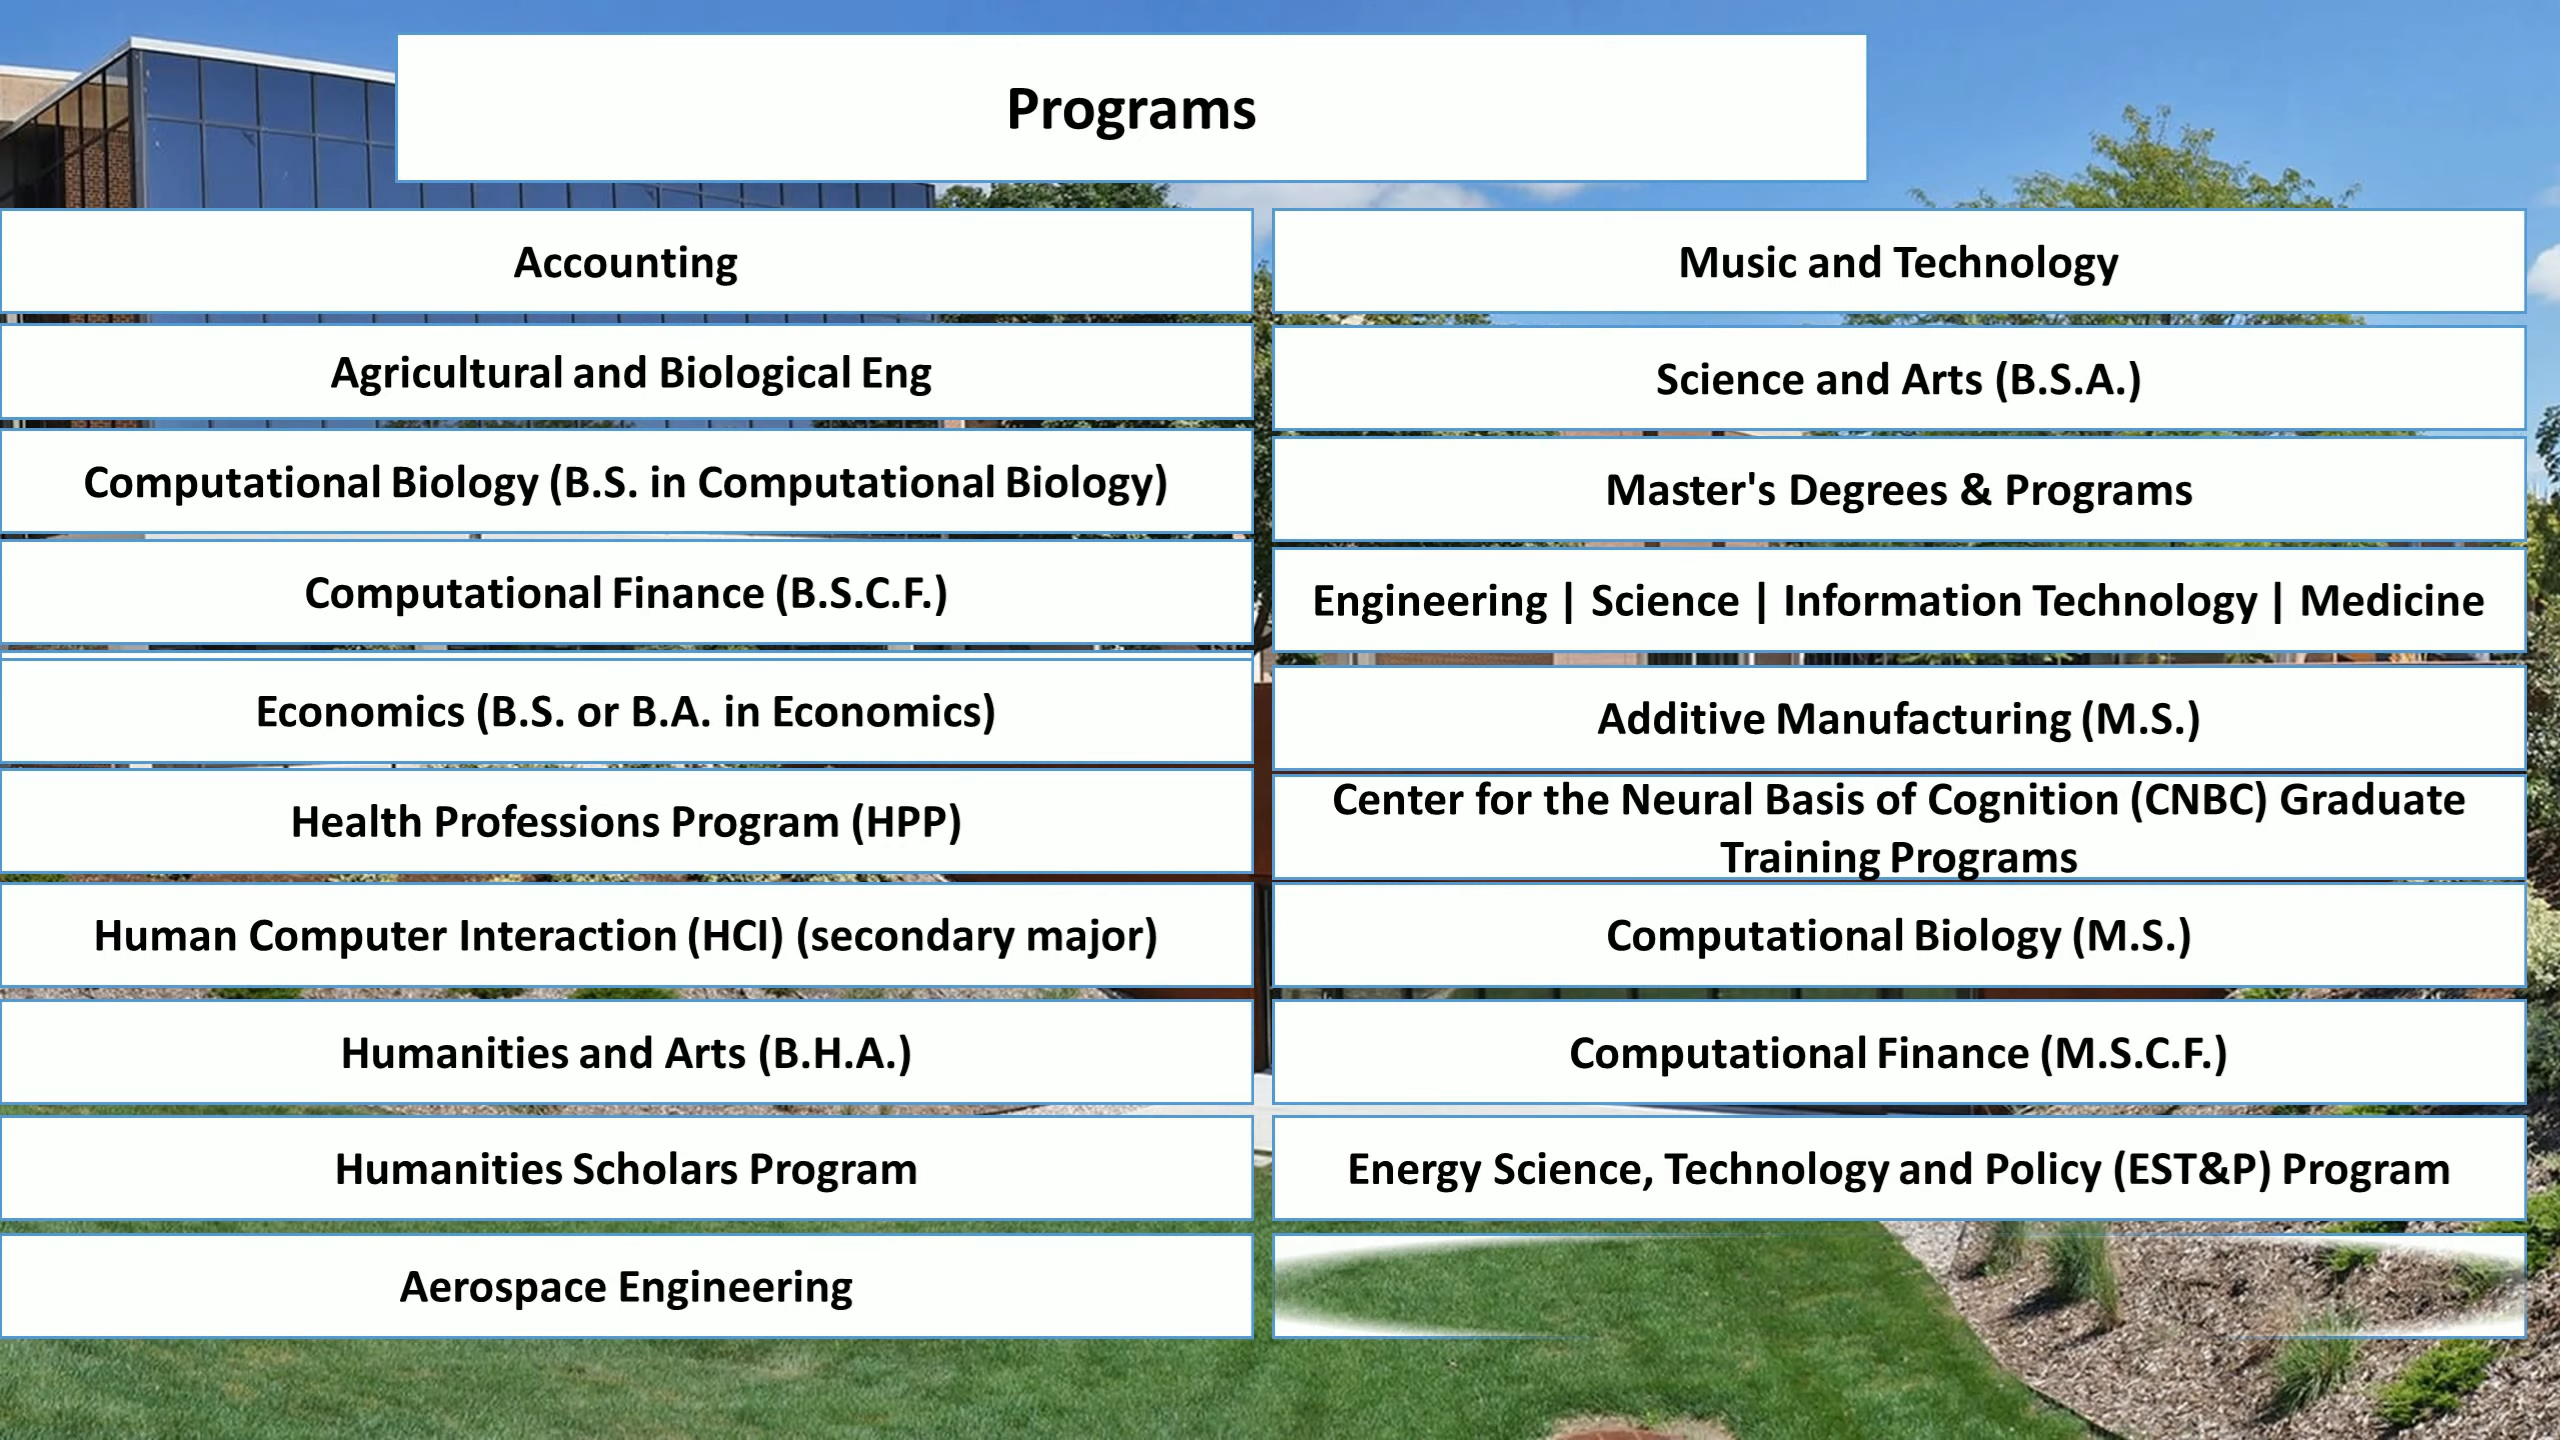 Programs
Accounting
Agricultural and Biological Eng
Computational Biology (B.S. in Computational Biology)
Computational Finance (B.S.C.F.)
Economics (B.S. or B.A. in Economics)
Health Professions Program (HPP)
Human Computer Interaction (HCI) (secondary major)
Humanities and Arts (B.H.A.)
Humanities Scholars Program
Aerospace Engineering
Music and Technology
Science and Arts (B.S.A.)
Master's Degrees & Programs
Engineering | Science | Information Technology | Medicine
Additive Manufacturing (M.S.)
Center for the Neural Basis of Cognition (CNBC) Graduate
Training Programs
Computational Biology (M.S.)
Computational Finance (M.S.C.F.)
Energy Science, Technology and Policy (EST&P) Program